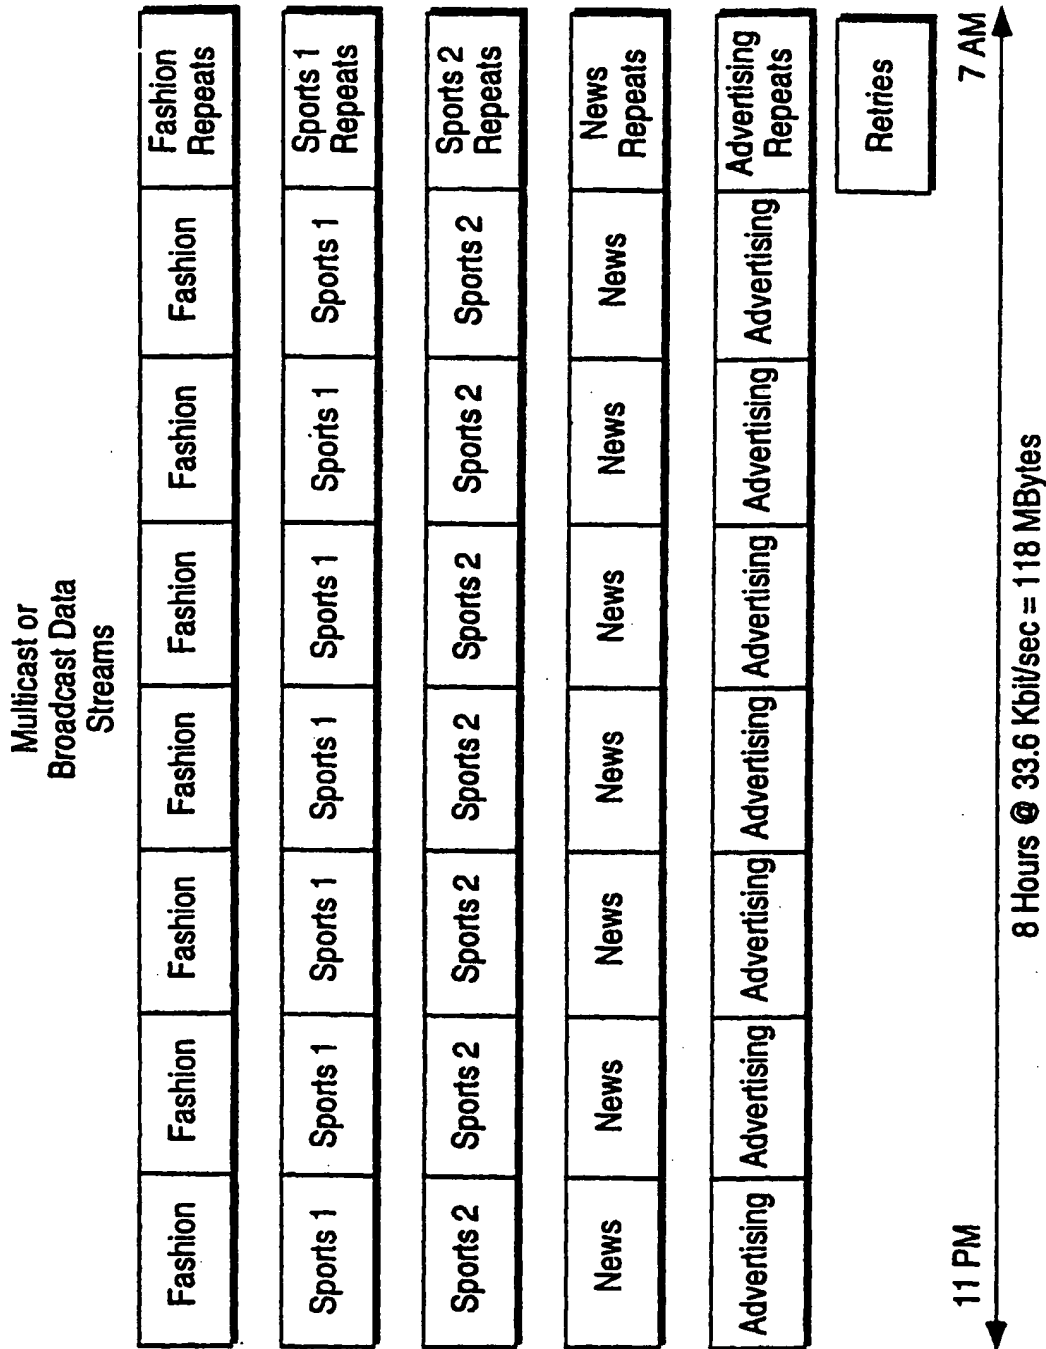 Multicast or
Broadcast Data
Streams
Fashion
Fashion
Fashion
Fashion
Fashion
Fashion
Fashion
Fashion
Repeats
Sports 1
Sports 1
Sports 1
Sports 1
Sports 1
Sports 1
Sports 1
Sports 1
Repeats
Sports 2
Sports 2
Sports 2
Sports 2
Sports 2
Sports 2
Sports 2
Sports 2
Repeats
News
News
News
News
News
News
News
News
Repeats
Advertising
Advertising
Advertising
Advertising
Advertising
Advertising
Advertising
Advertising
Repeats
Retries
11 PM
7 AM
8 Hours @ 33.6 Kbit/sec = 118 MBytes